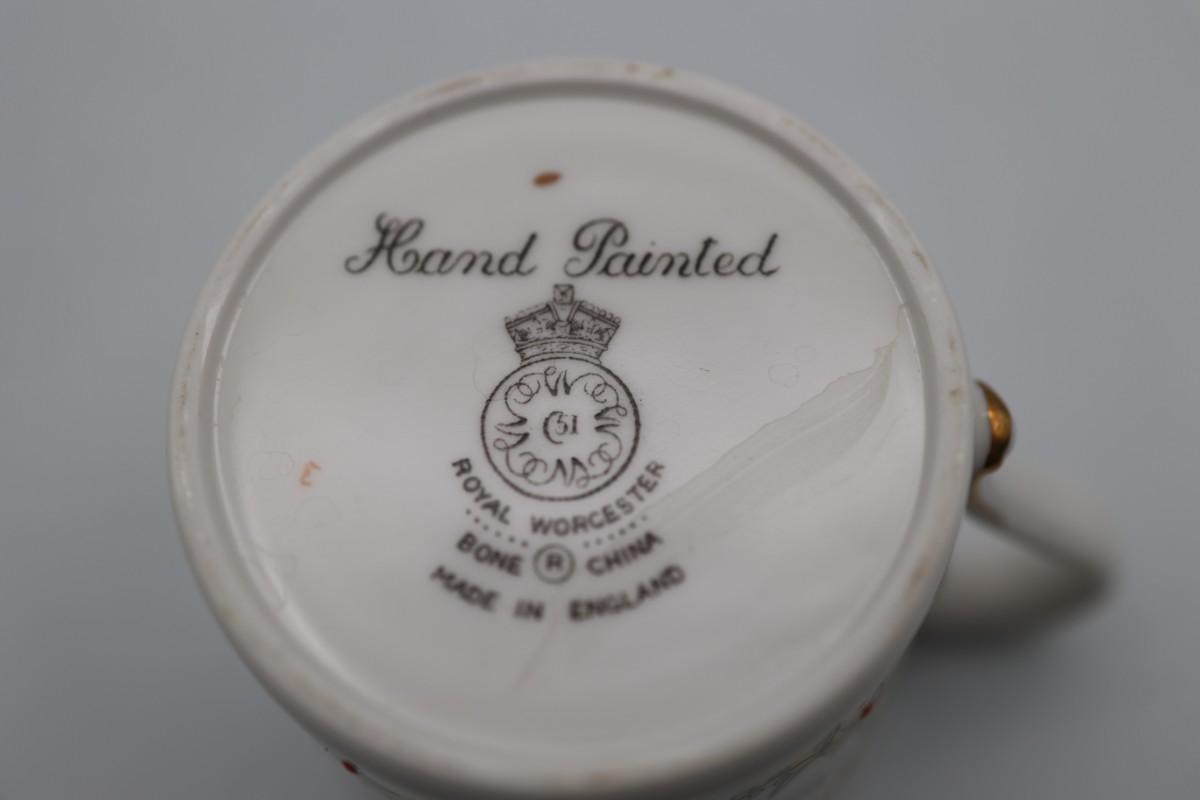 Hand Painted
51
ROYAL WORCESTER
BONE ® CHINA
MADE IN ENGLAND
E